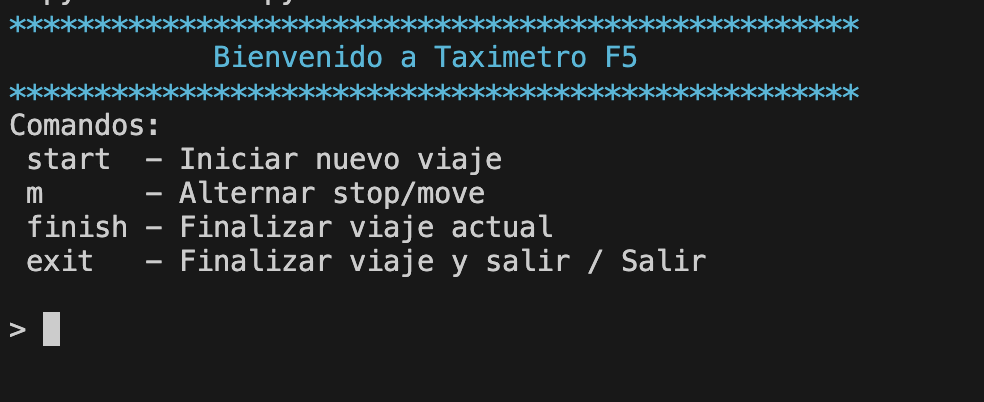 **************************************************
Bienvenido a Taximetro F5
**************************************************
Comandos:
start  – Iniciar nuevo viaje
m      – Alternar stop/move
finish – Finalizar viaje actual
exit   – Finalizar viaje y salir / Salir
>